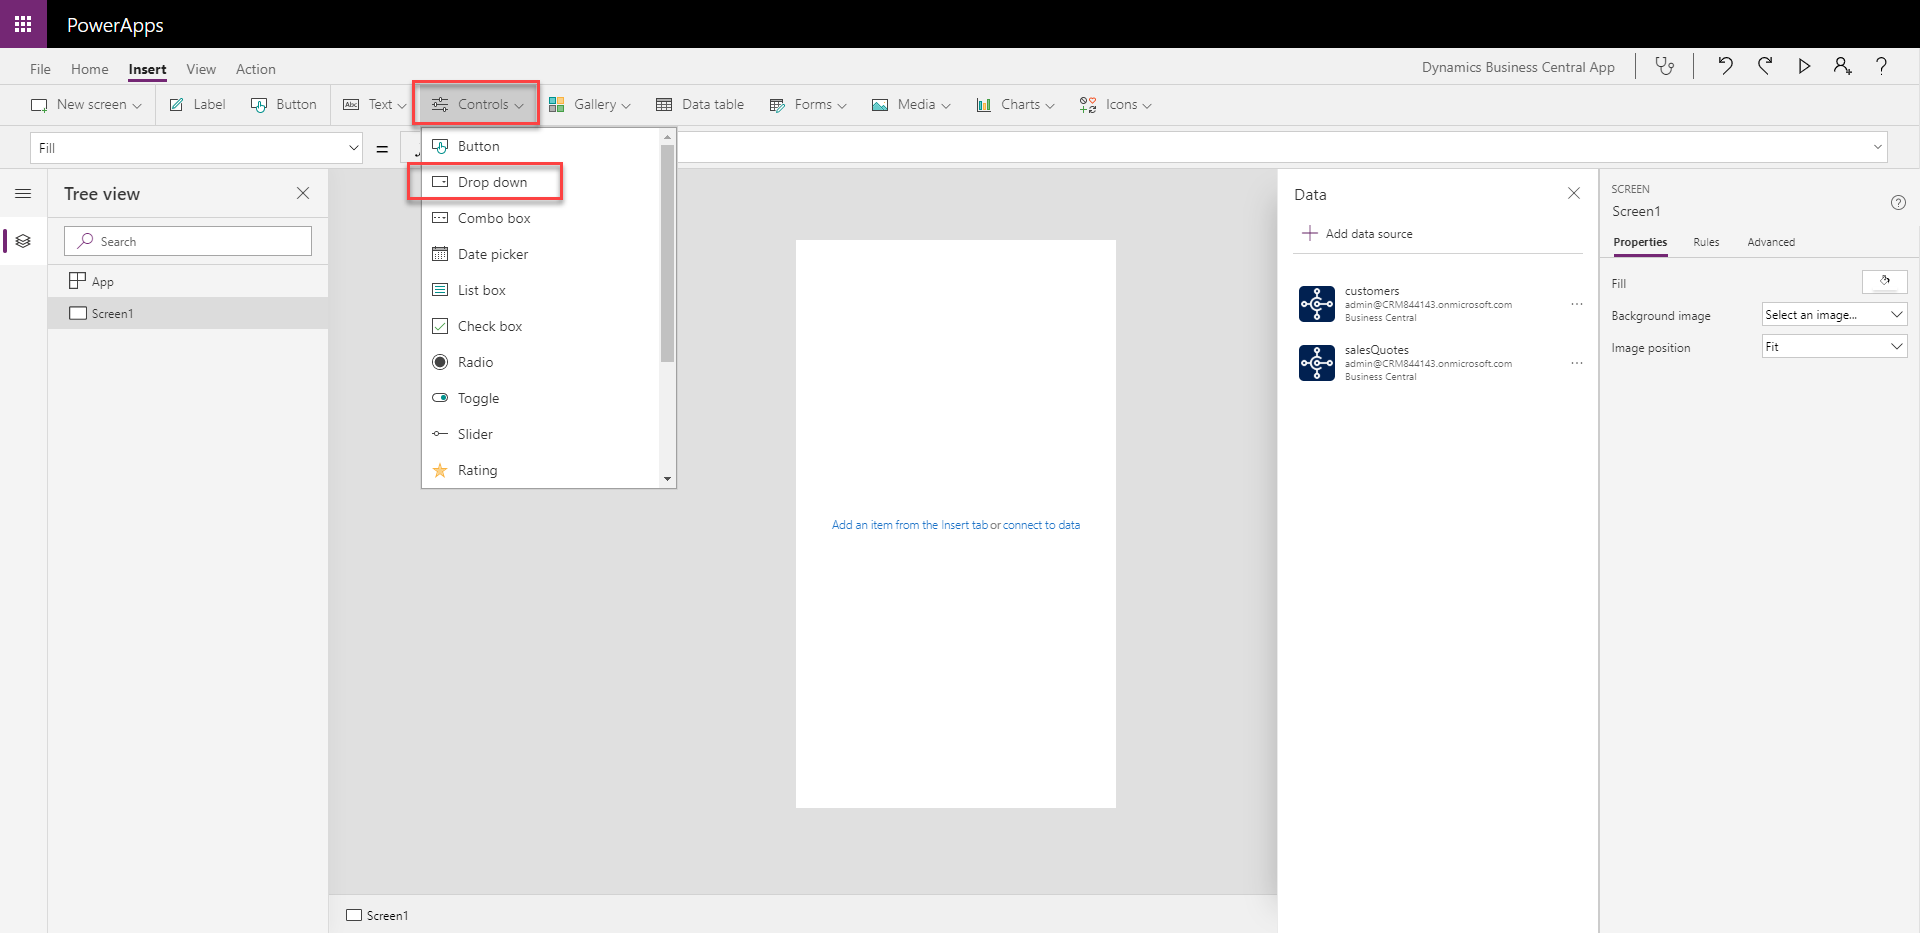 PowerApps
File Home Insert View Action Dynamics Business Central App
New screen Label Button Abc Text Controls Gallery Data table Forms Media Charts Icons
Fill =
Button
Drop down
Combo box
Date picker
List box
Check box
Radio
Toggle
Slider
Rating
Tree view
Search
App
Screen1
Add an item from the Insert tab or connect to data
Screen1
Data
Add data source
customers
admin@CRM844143.onmicrosoft.com
Business Central
salesQuotes
admin@CRM844143.onmicrosoft.com
Business Central
SCREEN
Screen1
Properties Rules Advanced
Fill
Background image Select an image...
Image position Fit